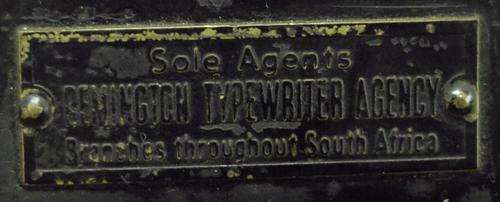 Sole Agents
REMINGTON TYPEWRITER AGENCY
Branches throughout South Africa